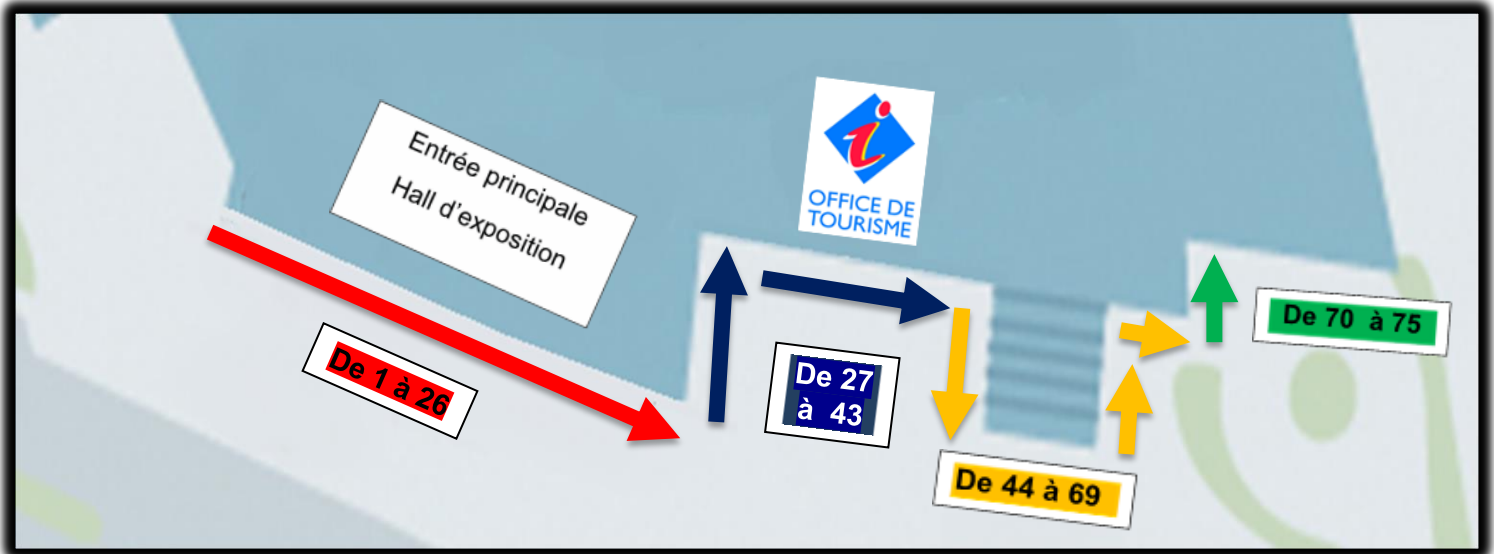 Entrée principale
Hall d'exposition
OFFICE DE
TOURISME
De 1 à 26
De 27
à 43
De 44 à 69
De 70 à 75